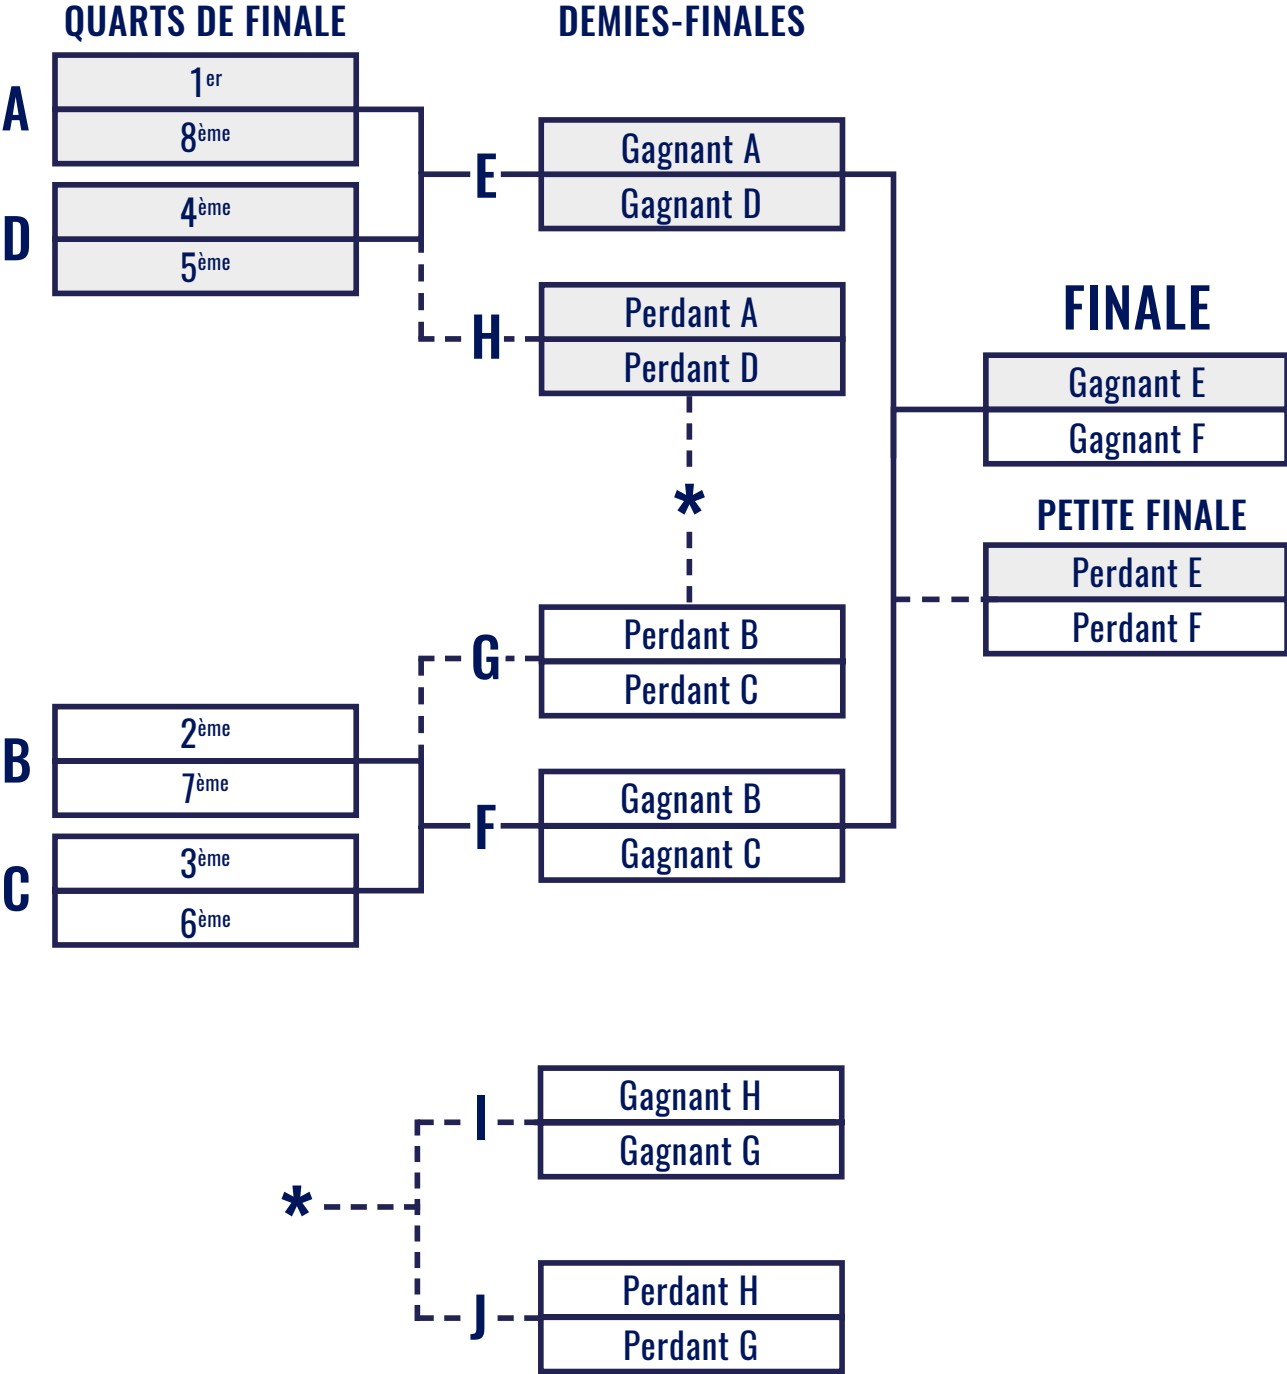 QUARTS DE FINALE
DEMIES-FINALES
A
1er
8ème
D
4ème
5ème
E
Gagnant A
Gagnant D
H
Perdant A
Perdant D
FINALE
Gagnant E
Gagnant F
*
PETITE FINALE
Perdant E
Perdant F
G
Perdant B
Perdant C
B
2ème
7ème
F
Gagnant B
Gagnant C
C
3ème
6ème
I
Gagnant H
Gagnant G
*
J
Perdant H
Perdant G